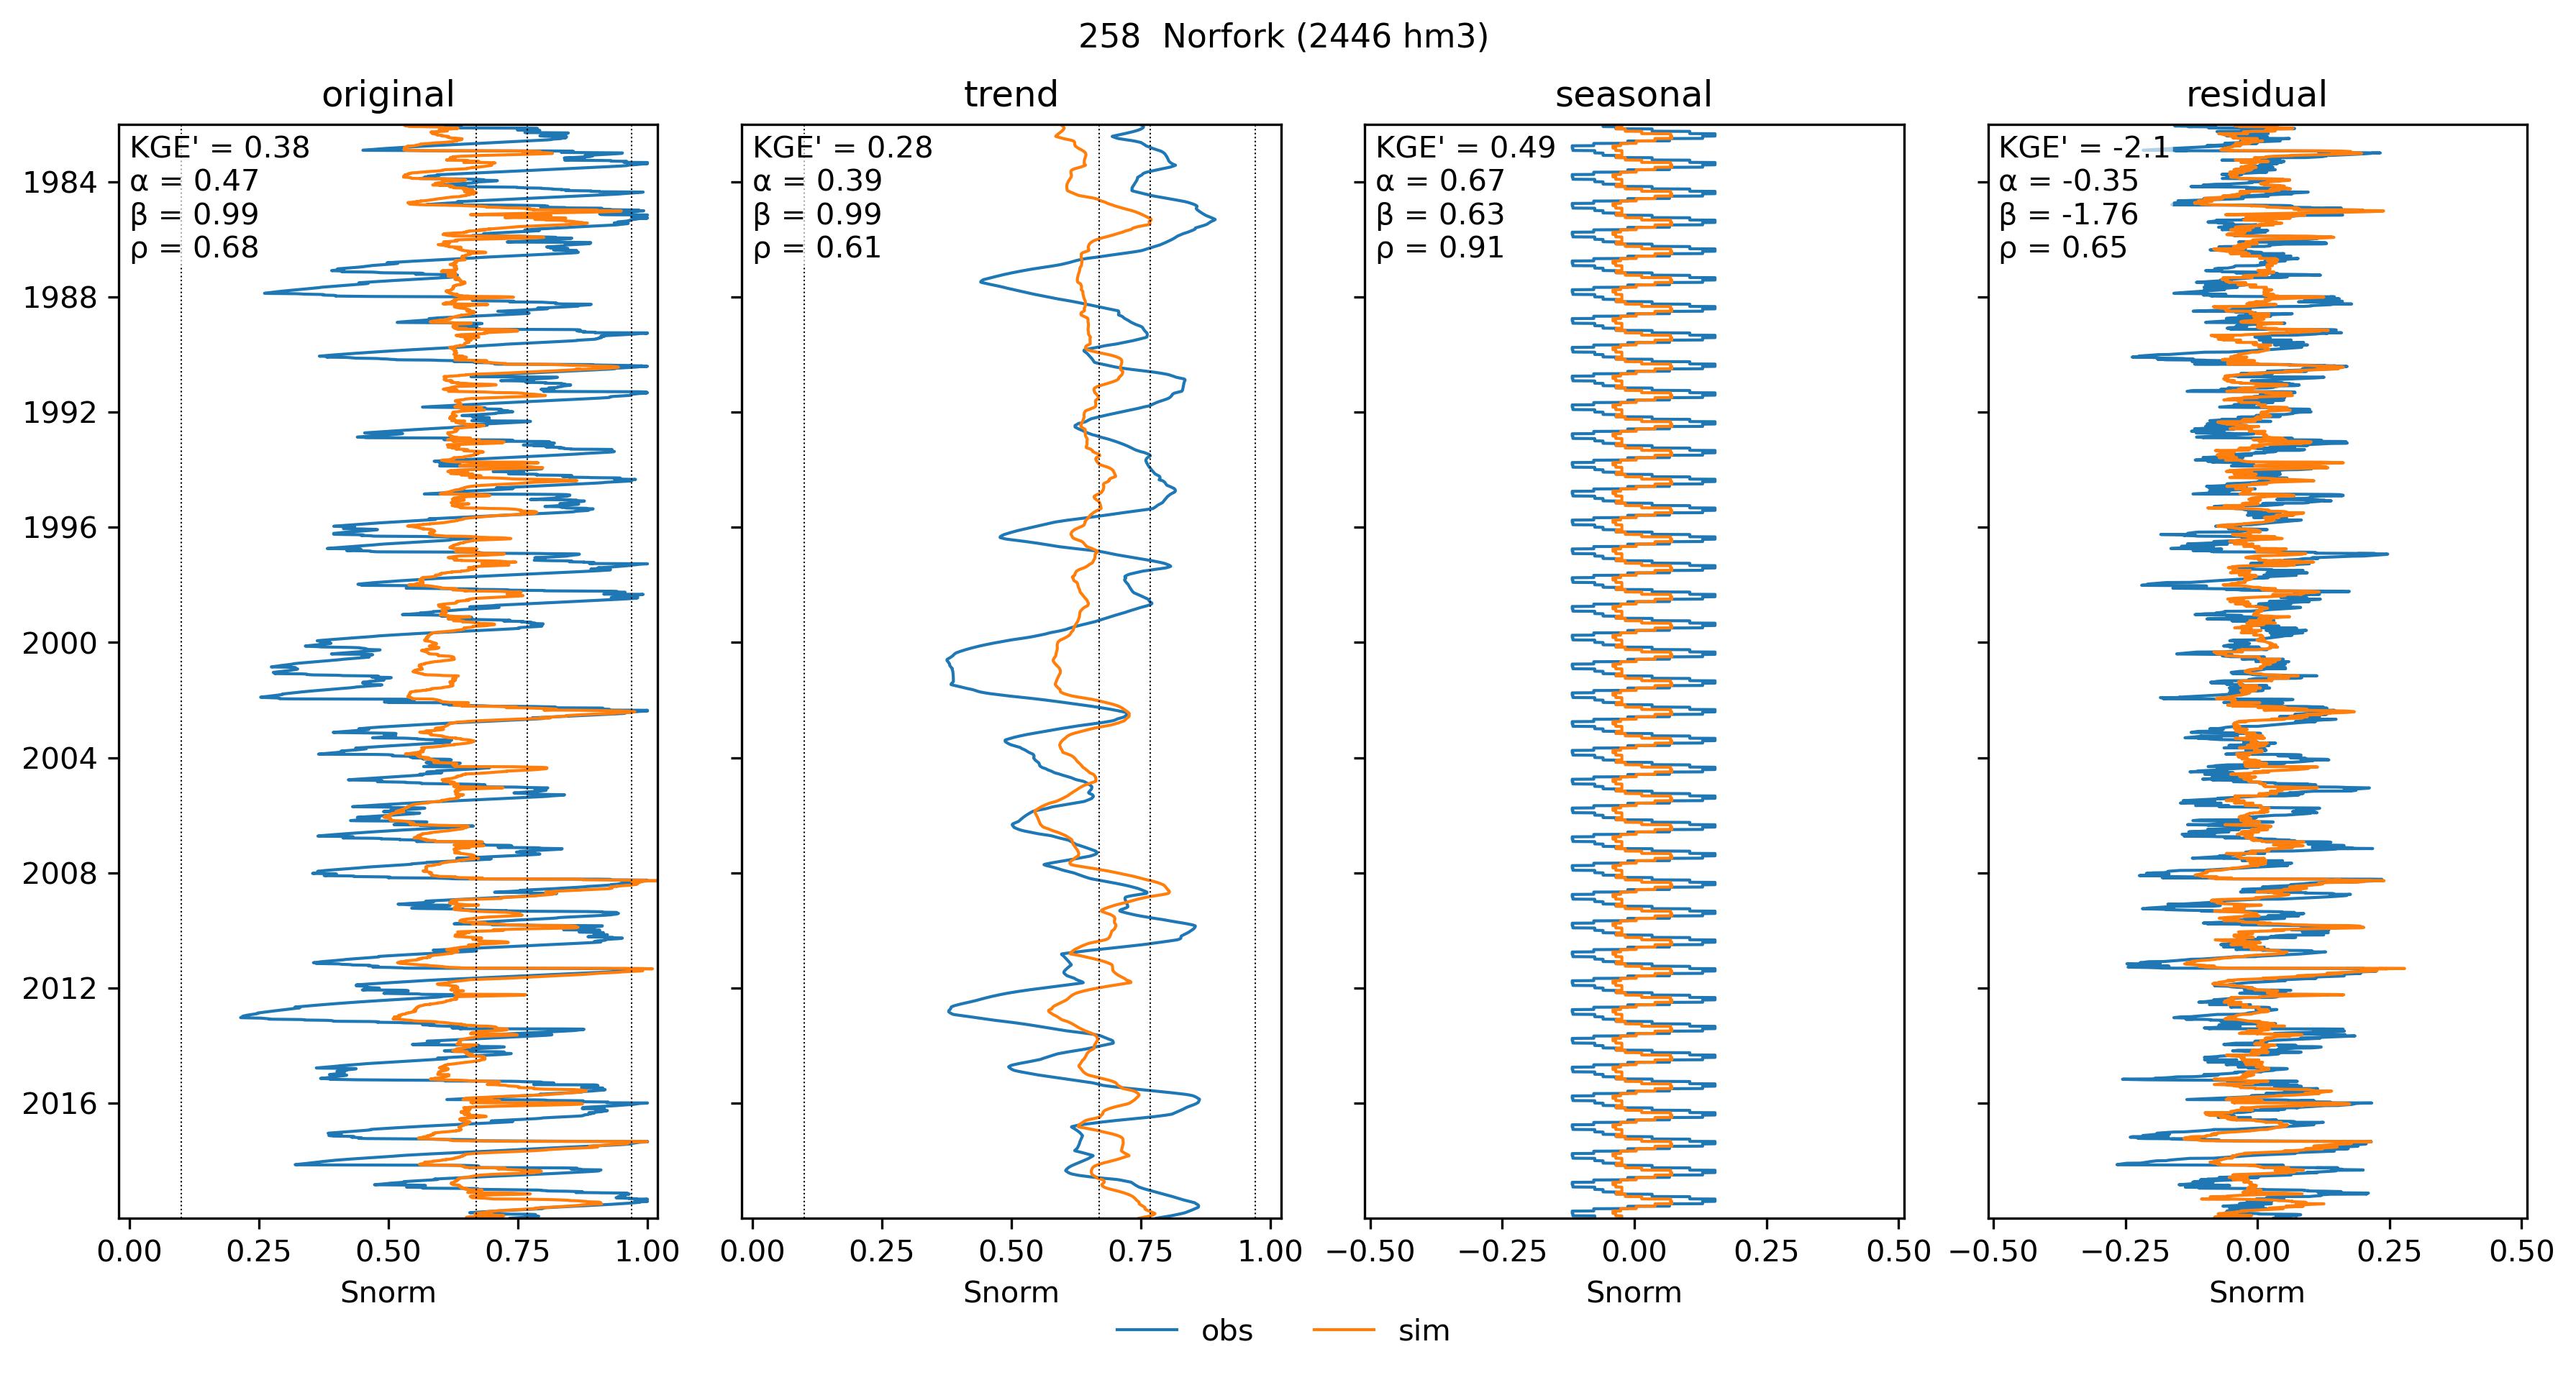 258  Norfork (2446 hm3)
original
trend
seasonal
residual
KGE' = 0.38
α = 0.47
β = 0.99
ρ = 0.68
KGE' = 0.28
α = 0.39
β = 0.99
ρ = 0.61
KGE' = 0.49
α = 0.67
β = 0.63
ρ = 0.91
KGE' = -2.1
α = -0.35
β = -1.76
ρ = 0.65
1984
1988
1992
1996
2000
2004
2008
2012
2016
0.00 0.25 0.50 0.75 1.00
0.00 0.25 0.50 0.75 1.00
−0.50 −0.25 0.00 0.25 0.50
−0.50 −0.25 0.00 0.25 0.50
Snorm
Snorm
Snorm
Snorm
obs
sim